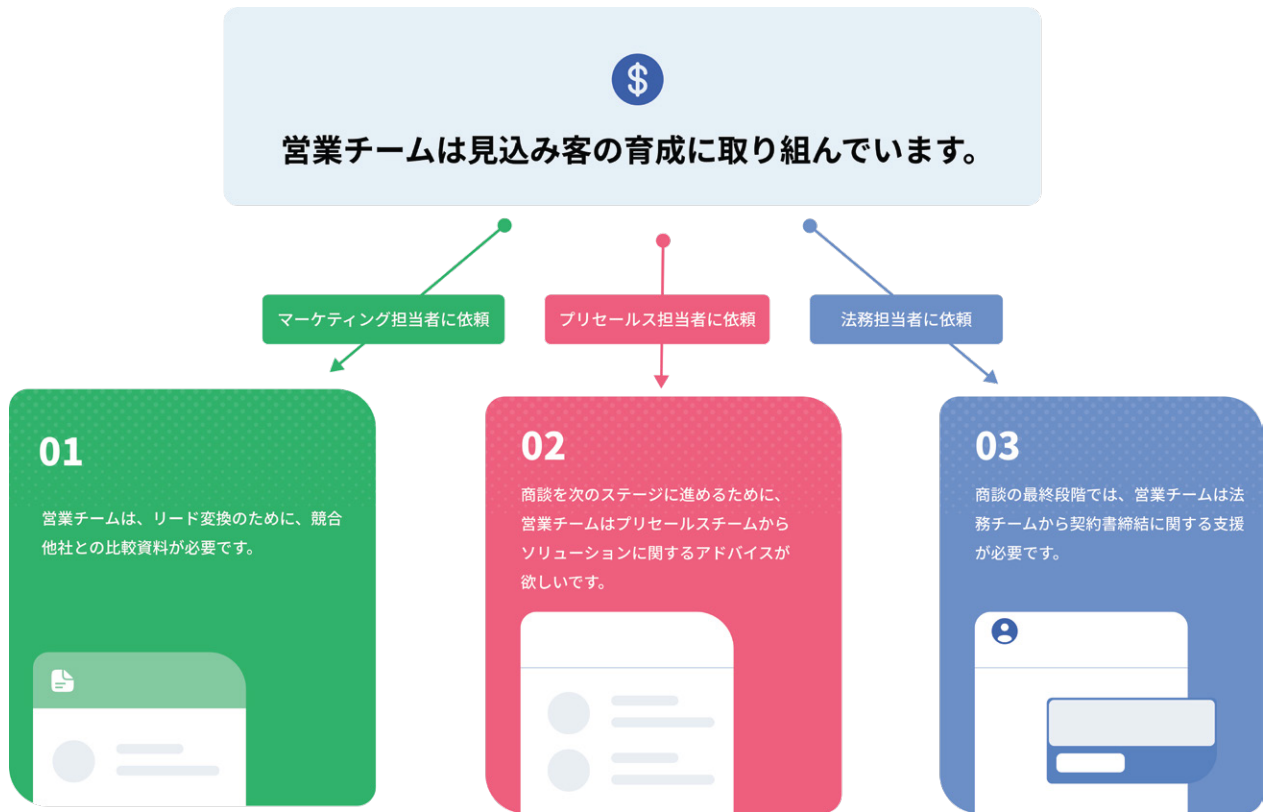 $
営業チームは見込み客の育成に取り組んでいます。
マーケティング担当者に依頼
プリセールス担当者に依頼
法務担当者に依頼
01
営業チームは、リード変換のために、競合
他社との比較資料が必要です。
02
商談を次のステージに進めるために、
営業チームはプリセールスチームから
ソリューションに関するアドバイスが
欲しいです。
03
商談の最終段階では、営業チームは法
務チームから契約書締結に関する支援
が必要です。